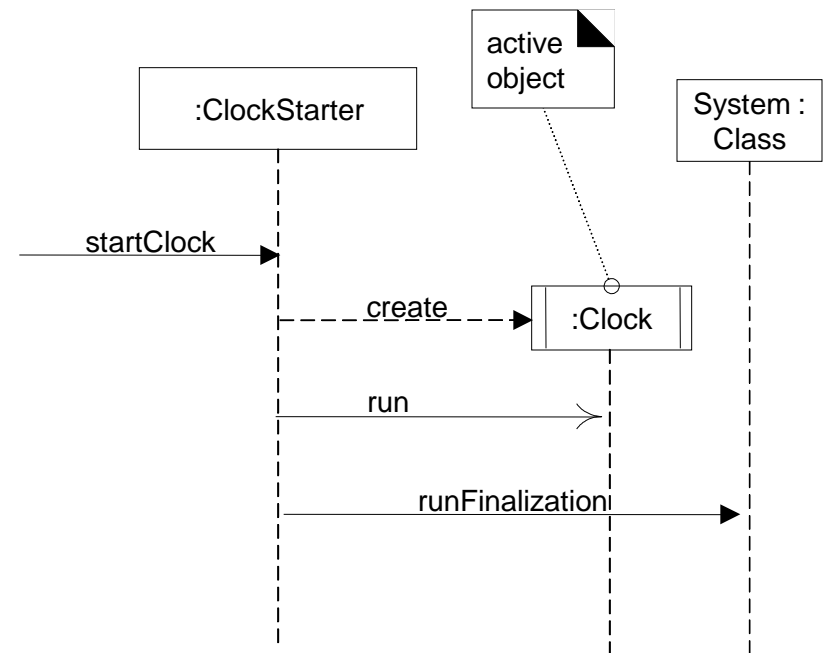 active
object
:ClockStarter
System :
Class
startClock
create
:Clock
run
runFinalization